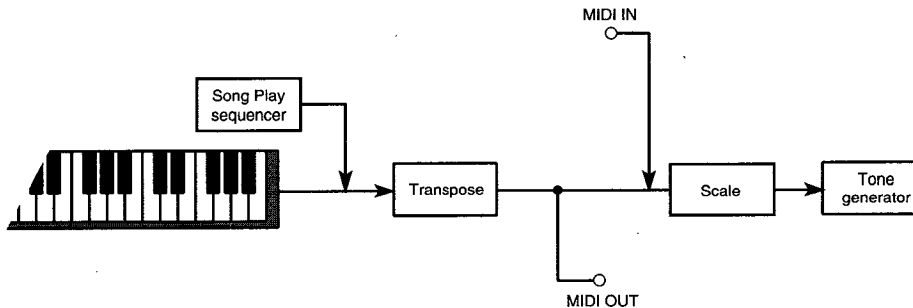 MIDI IN
Song Play
sequencer
Transpose
Scale
Tone
generator
MIDI OUT